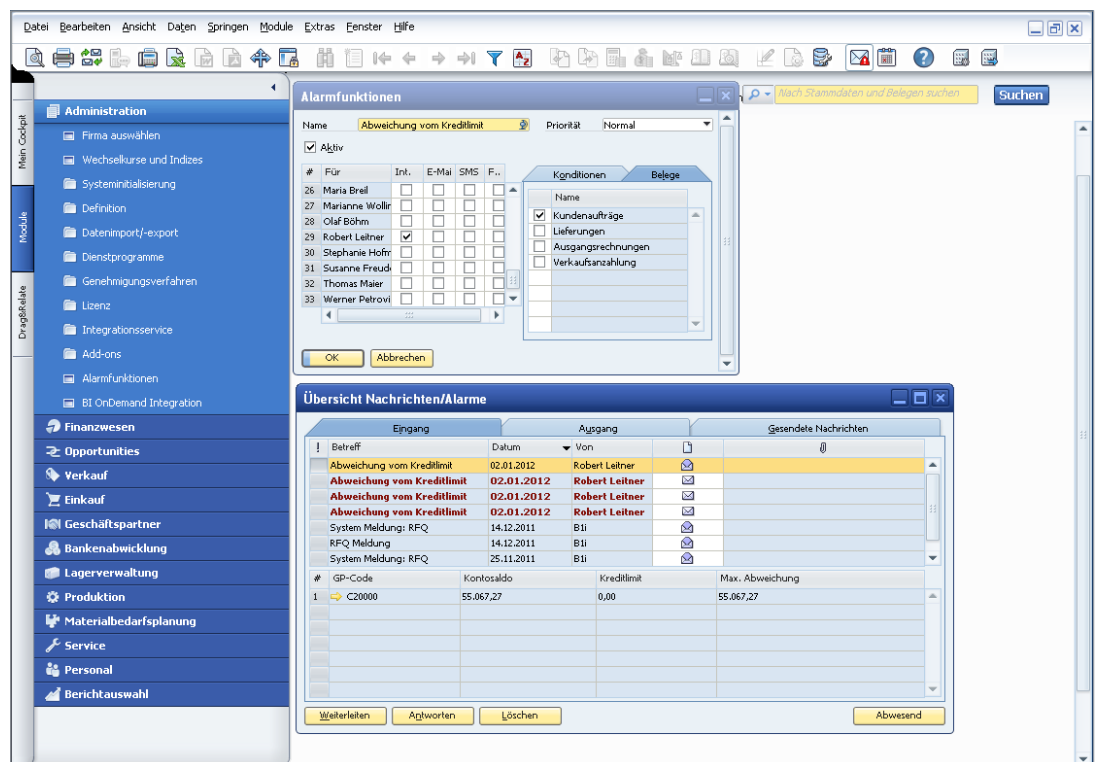 Datei Bearbeiten Ansicht Daten Springen Module Extras Fenster Hilfe
Nach Stammdaten und Belegen suchen
Suchen
Mein Cockpit
Module
Drag&Relate
Administration
Firma auswählen
Wechselkurse und Indizes
Systeminitialisierung
Definition
Datenimport/-export
Dienstprogramme
Genehmigungsverfahren
Lizenz
Integrationsservice
Add-ons
Alarmfunktionen
BI OnDemand Integration
Finanzwesen
Opportunities
Verkauf
Einkauf
Geschäftspartner
Bankenabwicklung
Lagerverwaltung
Produktion
Materialbedarfsplanung
Service
Personal
Berichtauswahl
Alarmfunktionen
Name Abweichung vom Kreditlimit Priorität Normal
Aktiv
# Für Int. E-Mai SMS F..
26 Maria Breil
27 Marianne Wollir
28 Olaf Böhm
29 Robert Leitner
30 Stephanie Hofm
31 Susanne Freud
32 Thomas Maier
33 Werner Petrovi
Konditionen Belege
Name
Kundenaufträge
Lieferungen
Ausgangsrechnungen
Verkaufsanzahlung
OK Abbrechen
Übersicht Nachrichten/Alarme
Eingang Ausgang Gesendete Nachrichten
! Betreff Datum Von
Abweichung vom Kreditlimit 02.01.2012 Robert Leitner
Abweichung vom Kreditlimit 02.01.2012 Robert Leitner
Abweichung vom Kreditlimit 02.01.2012 Robert Leitner
Abweichung vom Kreditlimit 02.01.2012 Robert Leitner
System Meldung: RFQ 14.12.2011 B1i
RFQ Meldung 14.12.2011 B1i
System Meldung: RFQ 25.11.2011 B1i
# GP-Code Kontosaldo Kreditlimit Max. Abweichung
1 C20000 55.067,27 0,00 55.067,27
Weiterleiten Antworten Löschen Abwesend